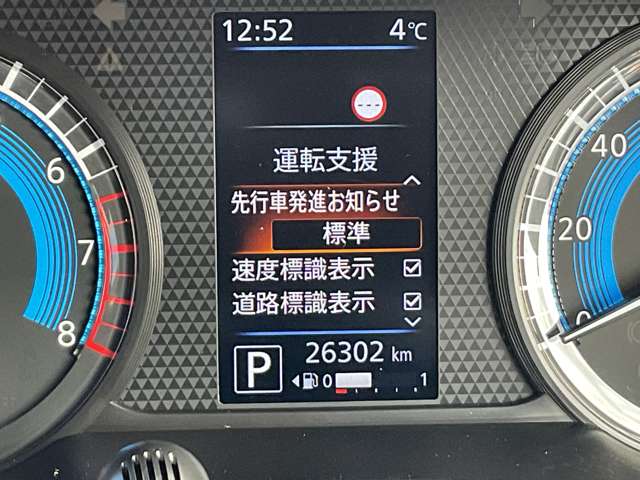 12:52 4℃
---
運転支援
先行車発進お知らせ
標準
速度標識表示
道路標識表示
P 26302 km
0 1
6
7
8
40
20
0